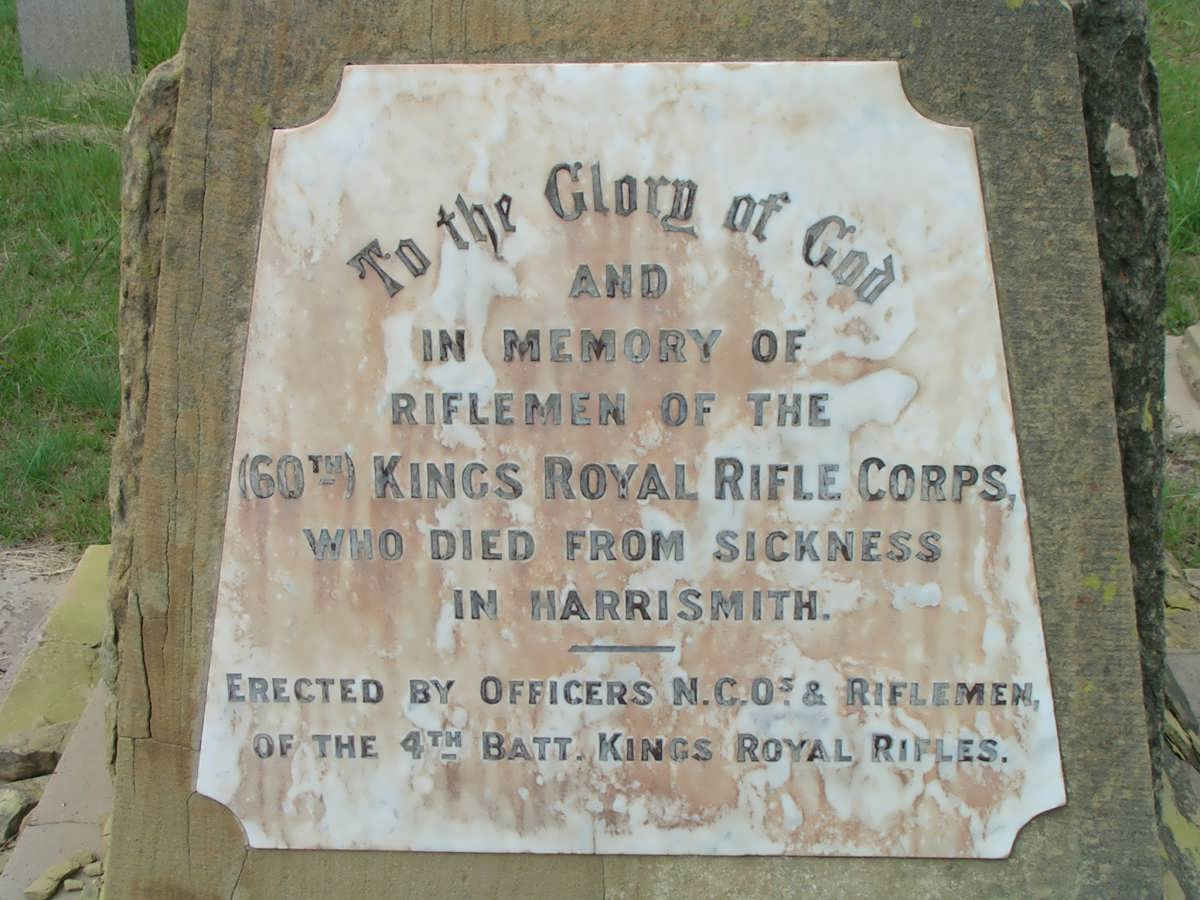 To the Glory of God
AND
IN MEMORY OF
RIFLEMEN OF THE
(60TH) KINGS ROYAL RIFLE CORPS,
WHO DIED FROM SICKNESS
IN HARRISMITH.
ERECTED BY OFFICERS N.C.Os. & RIFLEMEN,
OF THE 4TH BATT. KINGS ROYAL RIFLES.